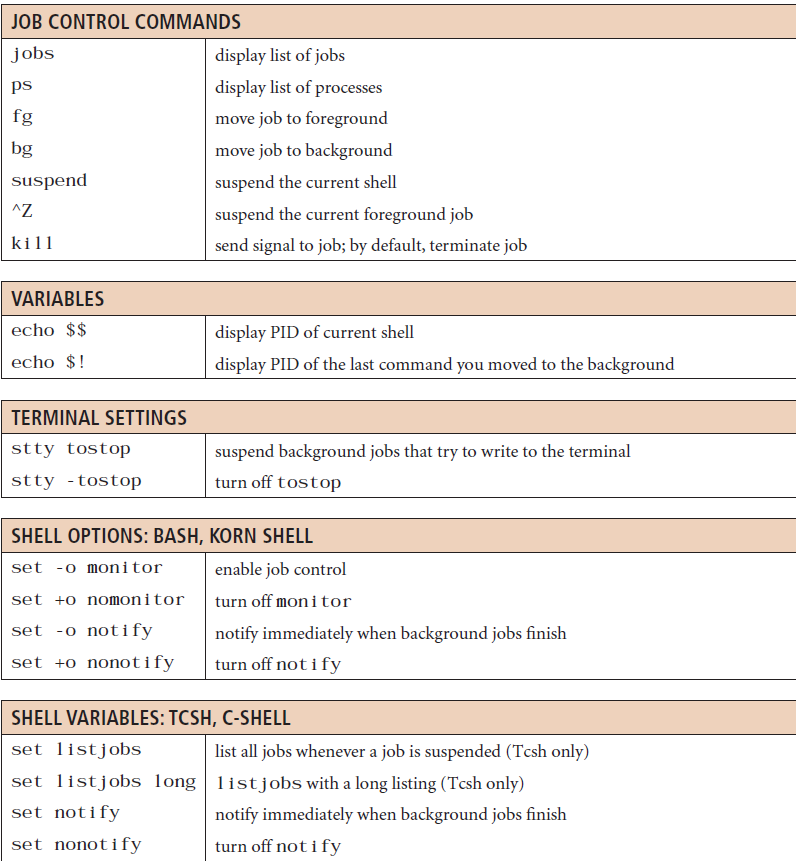 JOB CONTROL COMMANDS
jobs display list of jobs
ps display list of processes
fg move job to foreground
bg move job to background
suspend suspend the current shell
^Z suspend the current foreground job
kill send signal to job; by default, terminate job
VARIABLES
echo $$ display PID of current shell
echo $! display PID of the last command you moved to the background
TERMINAL SETTINGS
stty tostop suspend background jobs that try to write to the terminal
stty -tostop turn off tostop
SHELL OPTIONS: BASH, KORN SHELL
set -o monitor enable job control
set +o nomonitor turn off monitor
set -o notify notify immediately when background jobs finish
set +o nonotify turn off notify
SHELL VARIABLES: TCSH, C-SHELL
set listjobs list all jobs whenever a job is suspended (Tcsh only)
set listjobs long listjobs with a long listing (Tcsh only)
set notify notify immediately when background jobs finish
set nonotify turn off notify